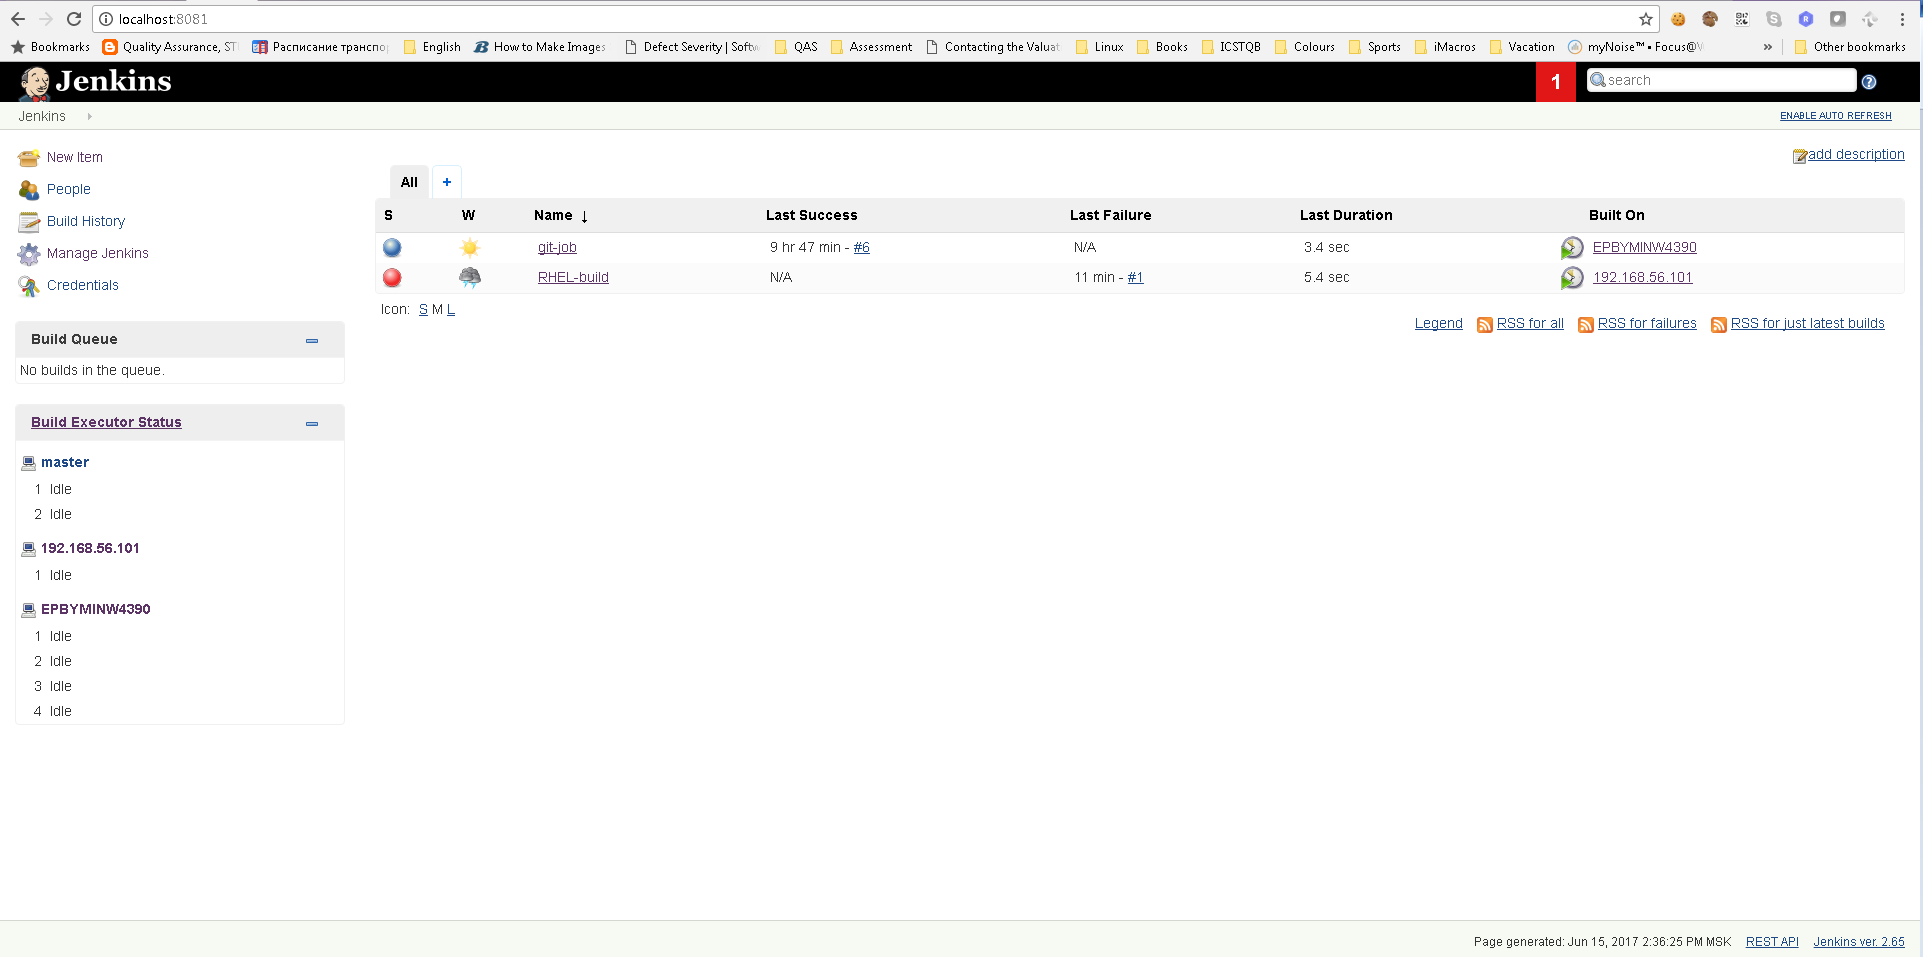 localhost:8081
Bookmarks Quality Assurance, ST Расписание транспо English How to Make Images Defect Severity | Softw QAS Assessment Contacting the Valuat Linux Books ICSTQB Colours Sports iMacros Vacation myNoise™ • Focus@ » Other bookmarks
Jenkins 1 search ?
Jenkins ENABLE AUTO REFRESH
add description
New Item
People
Build History
Manage Jenkins
Credentials
Build Queue
No builds in the queue.
Build Executor Status
master
1 Idle
2 Idle
192.168.56.101
1 Idle
EPBYMINW4390
1 Idle
2 Idle
3 Idle
4 Idle
All +
S W Name ↓ Last Success Last Failure Last Duration Built On
git-job 9 hr 47 min - #6 N/A 3.4 sec EPBYMINW4390
RHEL-build N/A 11 min - #1 5.4 sec 192.168.56.101
Icon: S M L
Legend RSS for all RSS for failures RSS for just latest builds
Page generated: Jun 15, 2017 2:36:25 PM MSK REST API Jenkins ver. 2.65